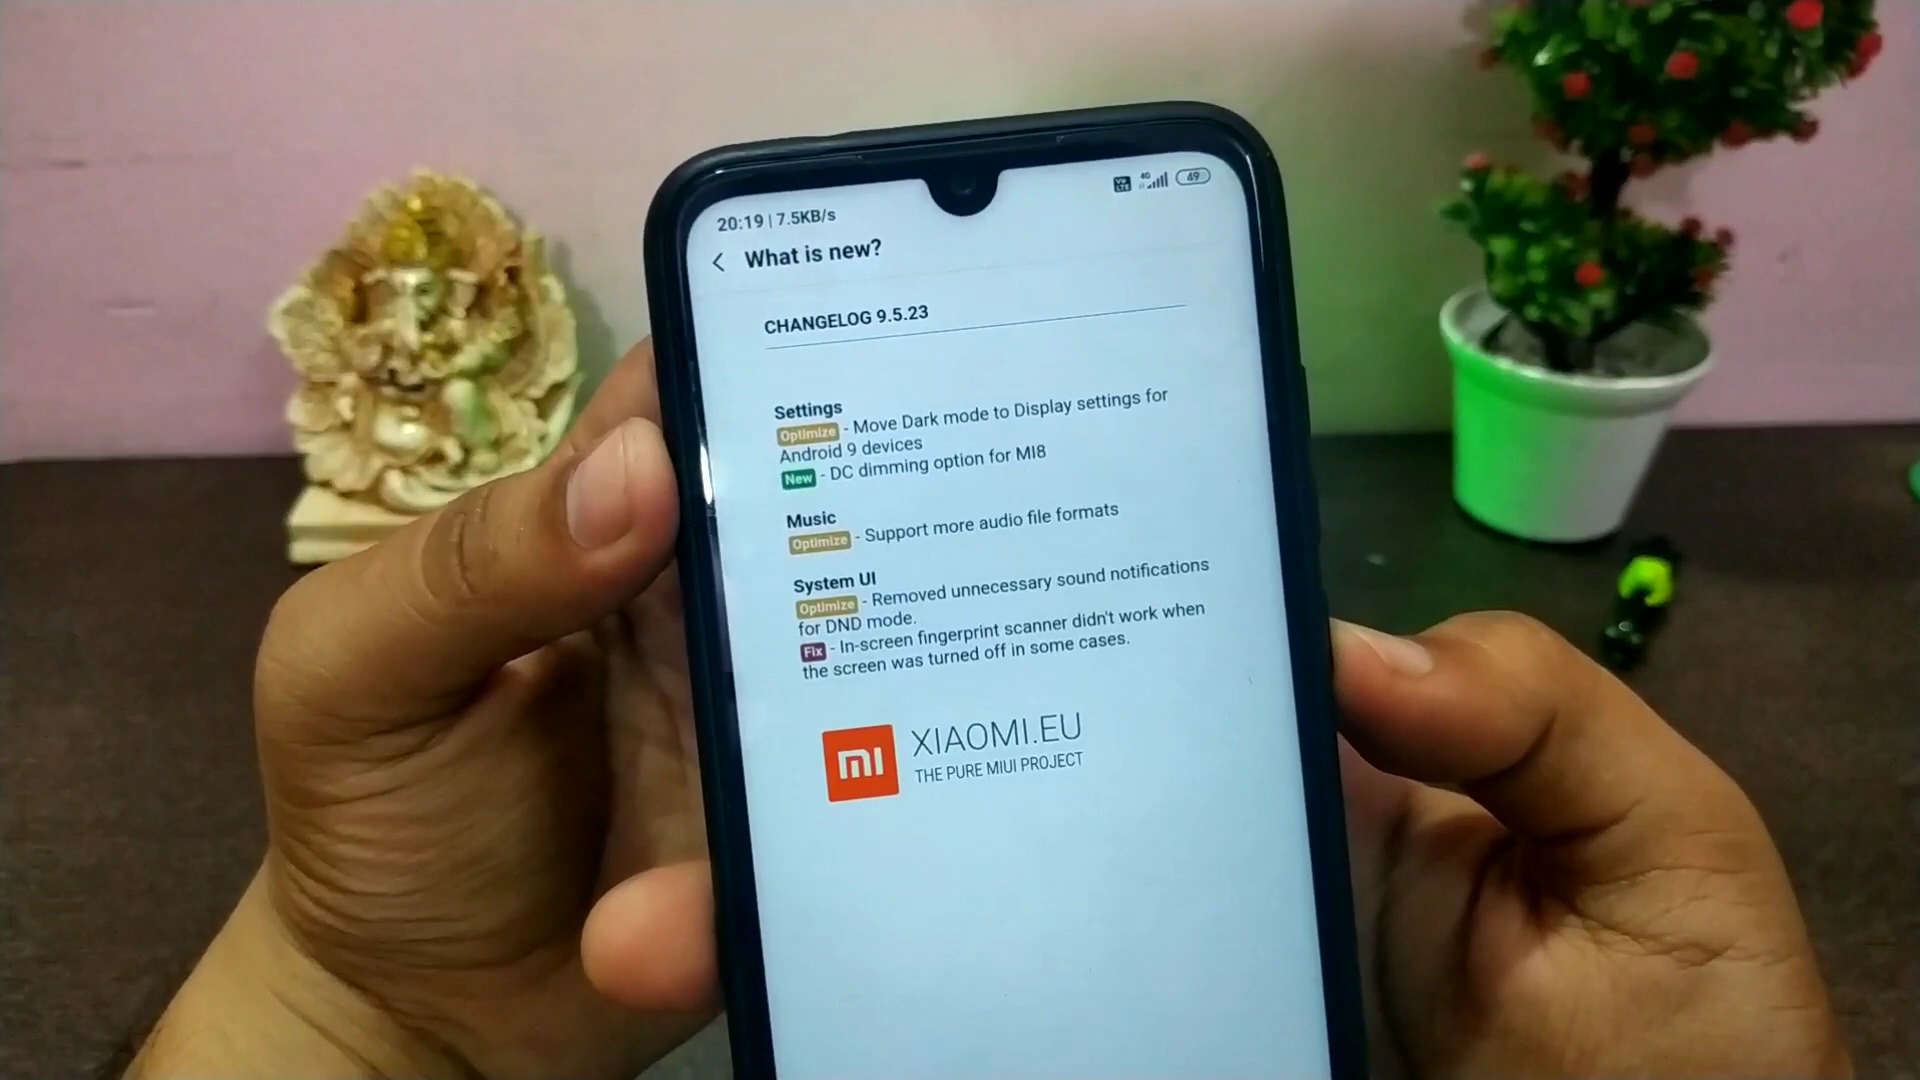 20:19 | 7.5KB/s
Vo LTE 4G 49
What is new?
CHANGELOG 9.5.23
Settings
Optimize - Move Dark mode to Display settings for
Android 9 devices
New - DC dimming option for MI8
Music
Optimize - Support more audio file formats
System UI
Optimize - Removed unnecessary sound notifications
for DND mode.
Fix - In-screen fingerprint scanner didn't work when
the screen was turned off in some cases.
mi XIAOMI.EU
THE PURE MIUI PROJECT